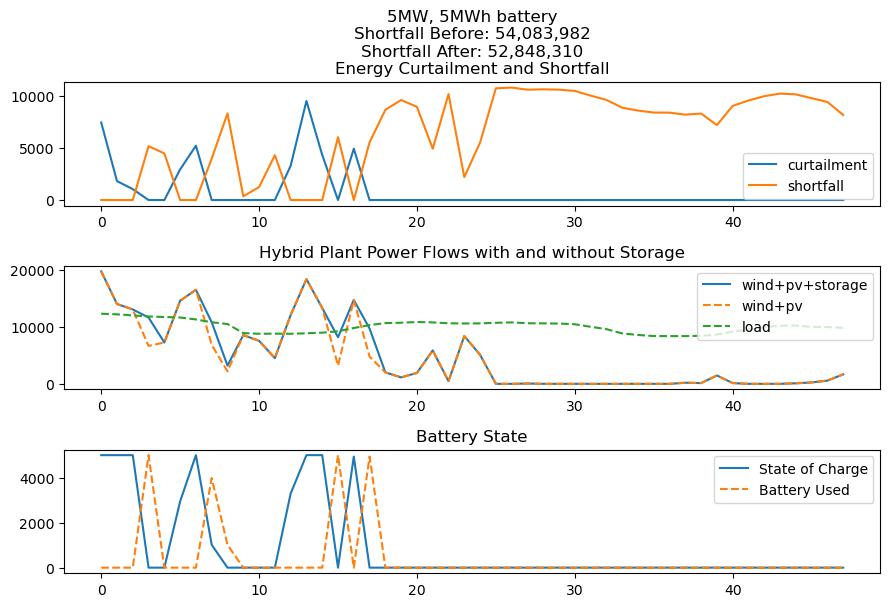 5MW, 5MWh battery
Shortfall Before: 54,083,982
Shortfall After: 52,848,310
Energy Curtailment and Shortfall
10000
5000
0
curtailment
shortfall
0 10 20 30 40
Hybrid Plant Power Flows with and without Storage
20000
10000
0
wind+pv+storage
wind+pv
load
0 10 20 30 40
Battery State
4000
2000
0
State of Charge
Battery Used
0 10 20 30 40